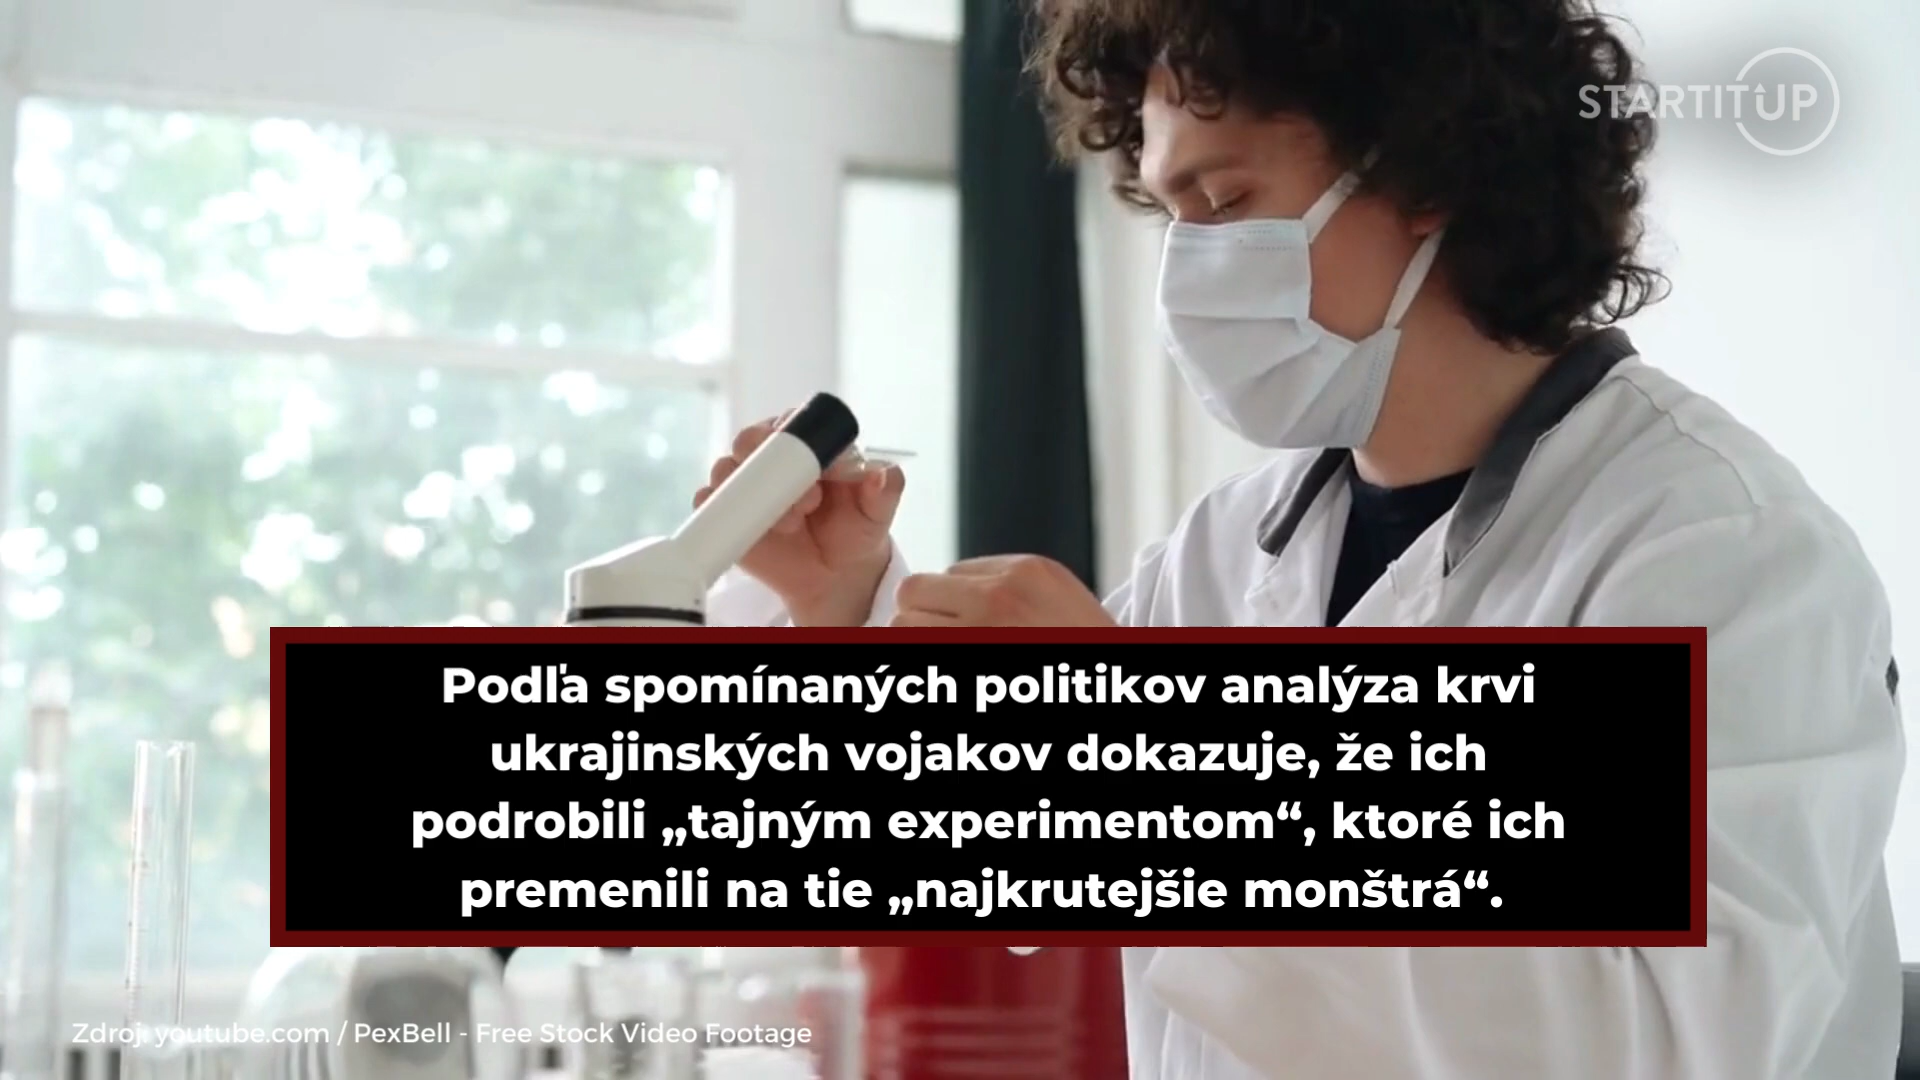 STARTITUP
Podľa spomínaných politikov analýza krvi
ukrajinských vojakov dokazuje, že ich
podrobili „tajným experimentom“, ktoré ich
premenili na tie „najkrutejšie monštrá“.
Zdroj: youtube.com / PexBell - Free Stock Video Footage